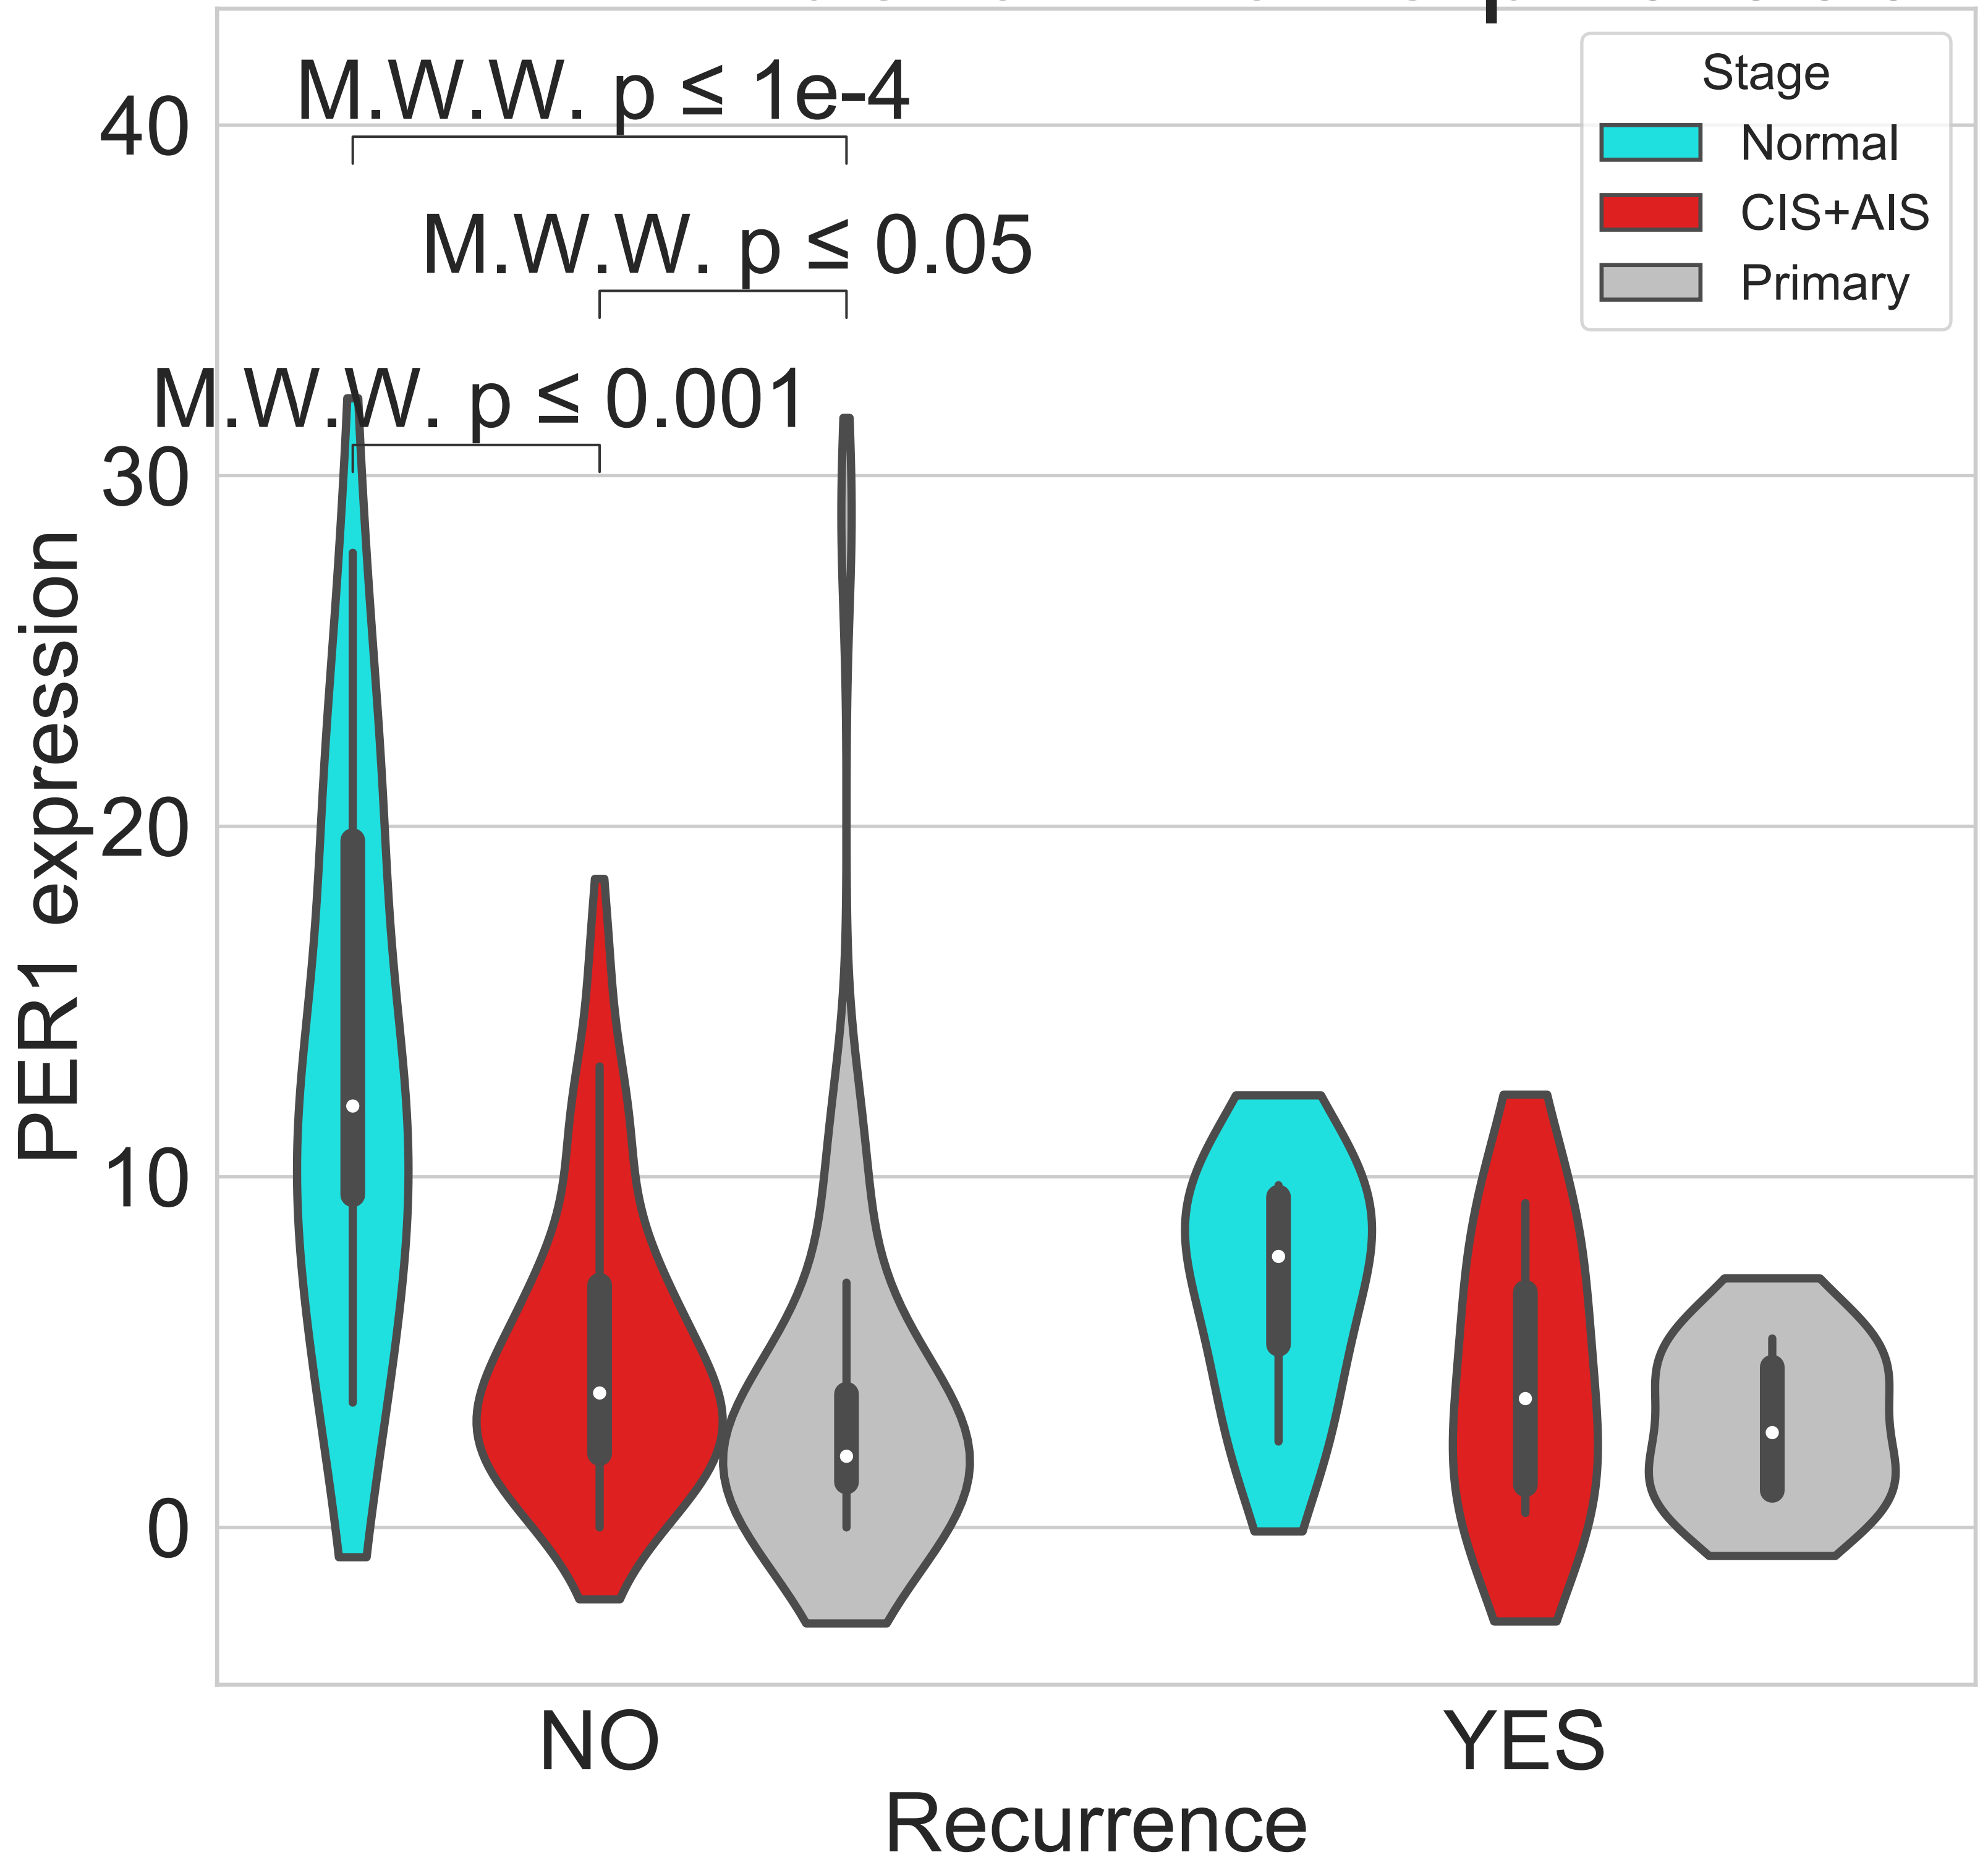 M.W.W. p ≤ 1e-4
M.W.W. p ≤ 0.05
M.W.W. p ≤ 0.001
Stage
Normal
CIS+AIS
Primary
40
30
20
10
0
PER1 expression
NO
YES
Recurrence